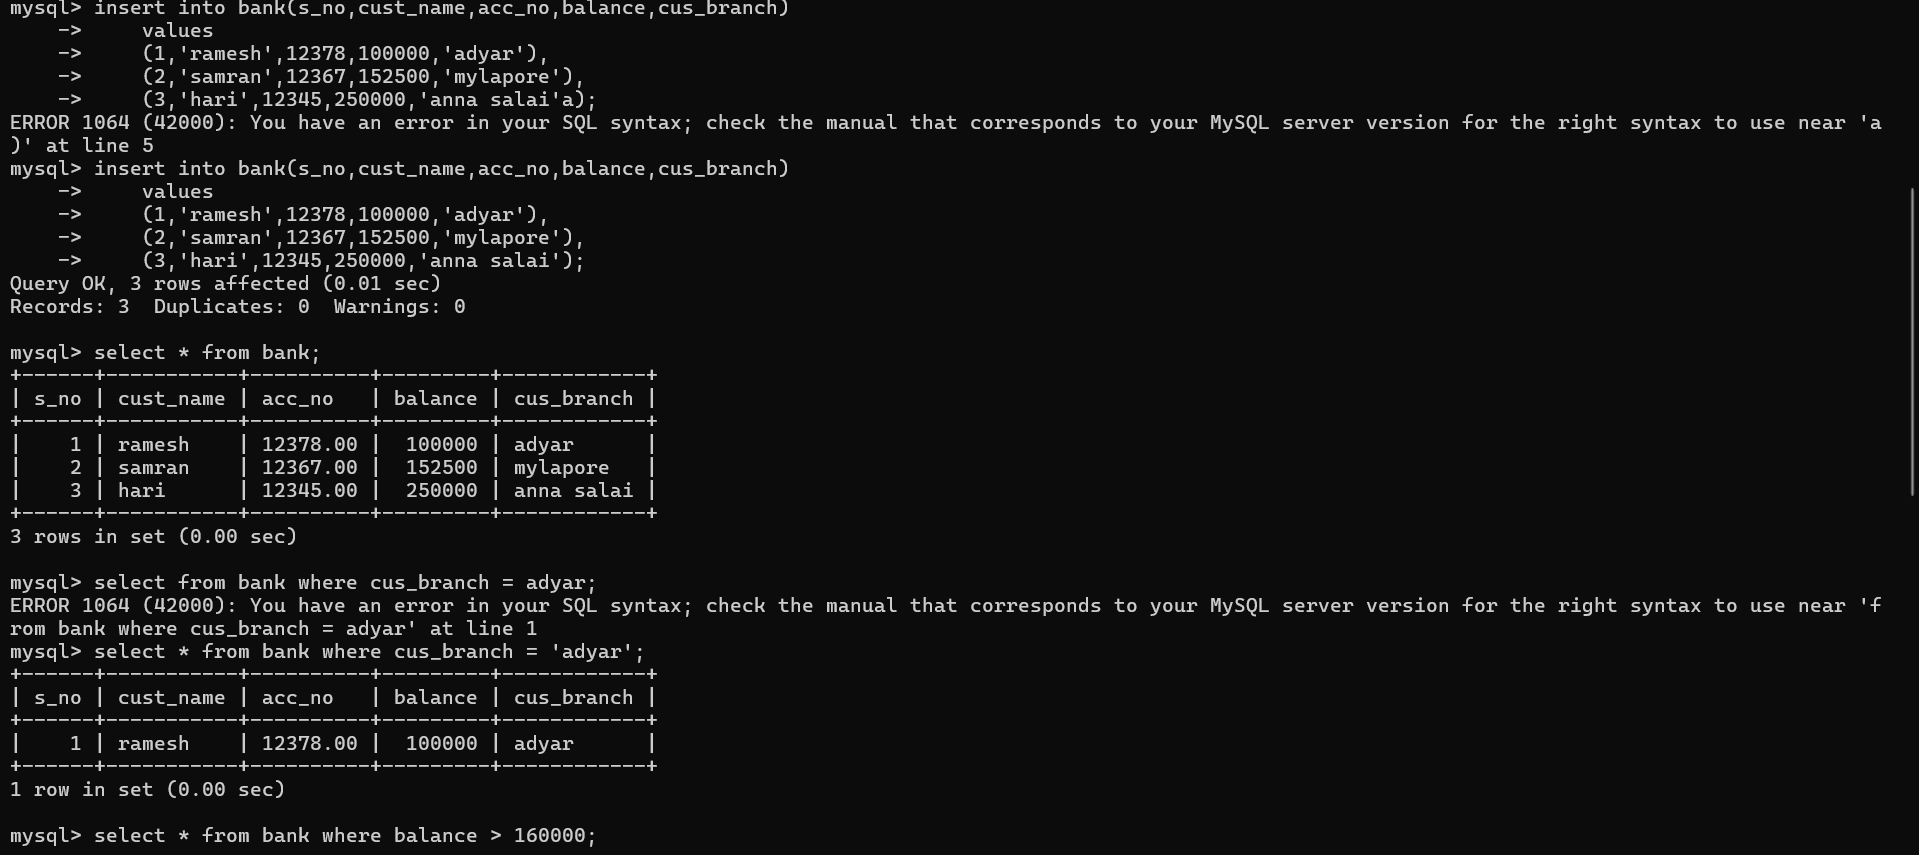 mysql> insert into bank(s_no,cust_name,acc_no,balance,cus_branch)
    ->     values
    ->     (1,'ramesh',12378,100000,'adyar'),
    ->     (2,'samran',12367,152500,'mylapore'),
    ->     (3,'hari',12345,250000,'anna salai'a);
ERROR 1064 (42000): You have an error in your SQL syntax; check the manual that corresponds to your MySQL server version for the right syntax to use near 'a
)' at line 5
mysql> insert into bank(s_no,cust_name,acc_no,balance,cus_branch)
    ->     values
    ->     (1,'ramesh',12378,100000,'adyar'),
    ->     (2,'samran',12367,152500,'mylapore'),
    ->     (3,'hari',12345,250000,'anna salai');
Query OK, 3 rows affected (0.01 sec)
Records: 3  Duplicates: 0  Warnings: 0

mysql> select * from bank;
+------+-----------+----------+---------+------------+
| s_no | cust_name | acc_no   | balance | cus_branch |
+------+-----------+----------+---------+------------+
|    1 | ramesh    | 12378.00 |  100000 | adyar      |
|    2 | samran    | 12367.00 |  152500 | mylapore   |
|    3 | hari      | 12345.00 |  250000 | anna salai |
+------+-----------+----------+---------+------------+
3 rows in set (0.00 sec)

mysql> select from bank where cus_branch = adyar;
ERROR 1064 (42000): You have an error in your SQL syntax; check the manual that corresponds to your MySQL server version for the right syntax to use near 'f
rom bank where cus_branch = adyar' at line 1
mysql> select * from bank where cus_branch = 'adyar';
+------+-----------+----------+---------+------------+
| s_no | cust_name | acc_no   | balance | cus_branch |
+------+-----------+----------+---------+------------+
|    1 | ramesh    | 12378.00 |  100000 | adyar      |
+------+-----------+----------+---------+------------+
1 row in set (0.00 sec)

mysql> select * from bank where balance > 160000;